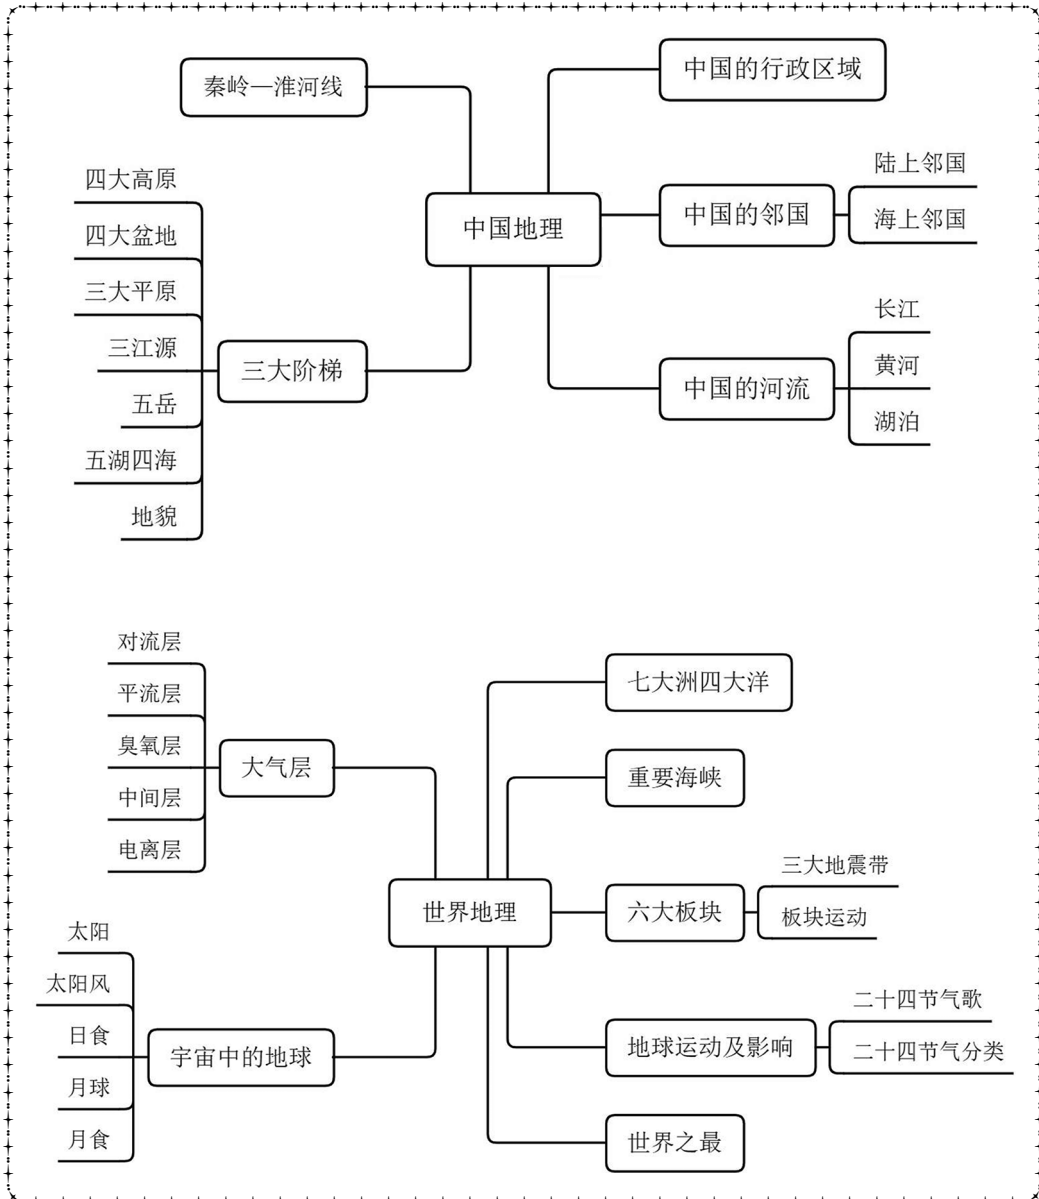 中国地理
秦岭—淮河线
三大阶梯
四大高原
四大盆地
三大平原
三江源
五岳
五湖四海
地貌
中国的行政区域
中国的邻国
陆上邻国
海上邻国
中国的河流
长江
黄河
湖泊
世界地理
大气层
对流层
平流层
臭氧层
中间层
电离层
宇宙中的地球
太阳
太阳风
日食
月球
月食
七大洲四大洋
重要海峡
六大板块
三大地震带
板块运动
地球运动及影响
二十四节气歌
二十四节气分类
世界之最